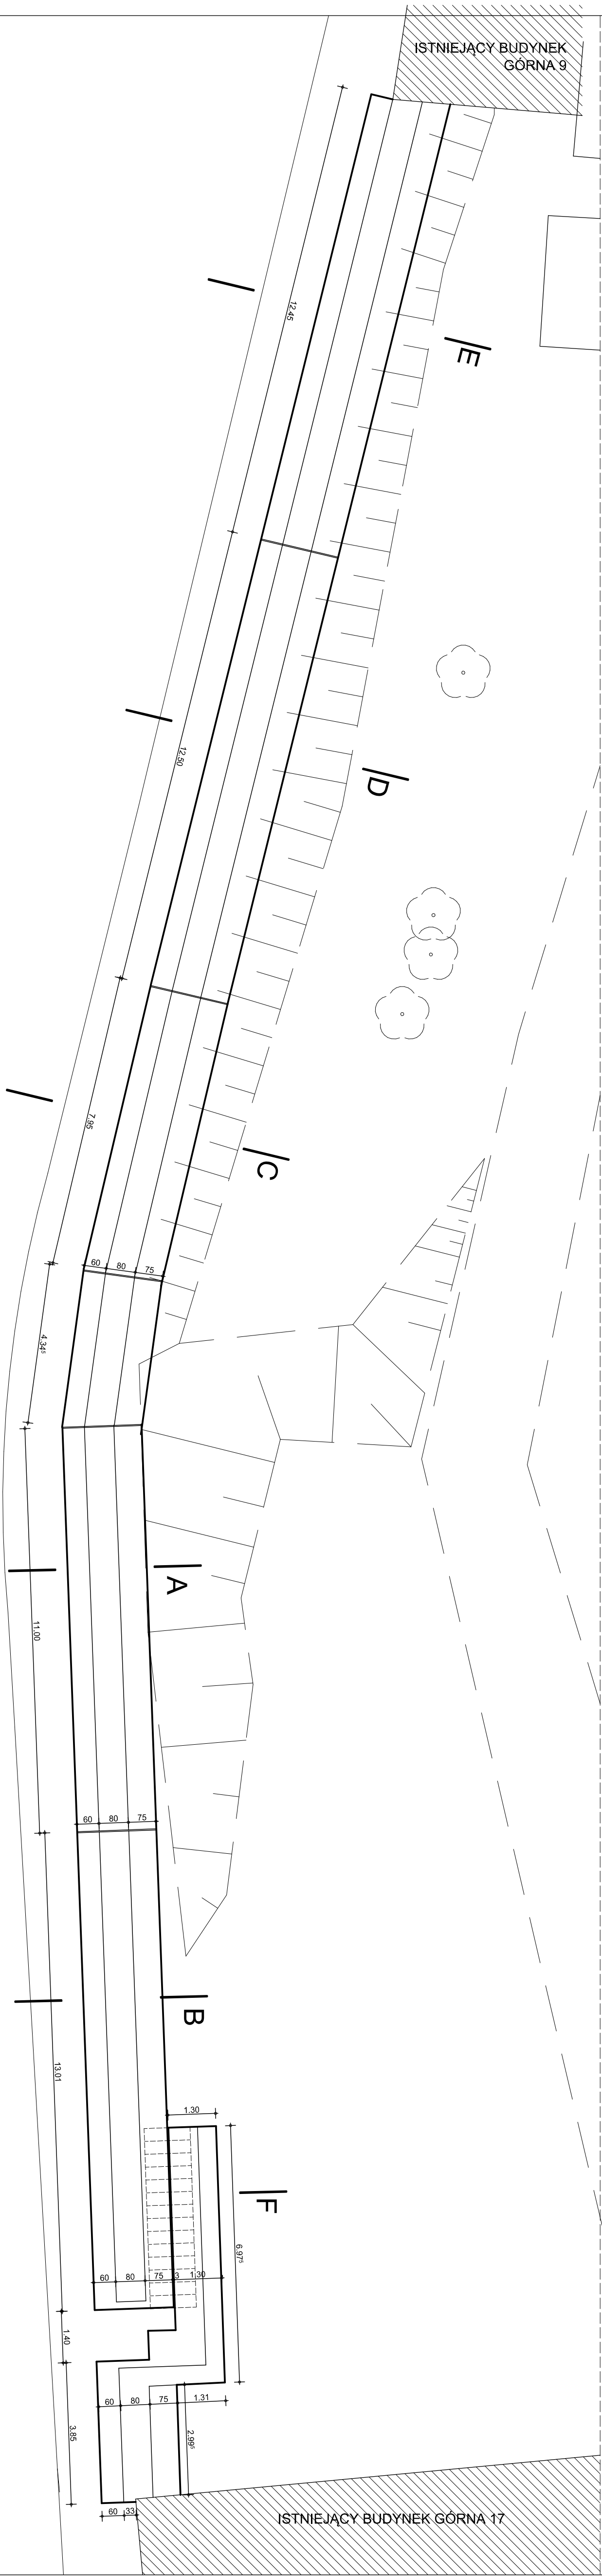 ISTNIEJĄCY BUDYNEK
GÓRNA 9
12.45
E
12.50
D
7.95
C
60 80 75
4.34⁵
A
11.00
60 80 75
B
13.01
1.30
F
6.97⁵
60 80 75 3 1.30
1.40
60 80 75 1.31
3.85
2.99⁵
60 33
ISTNIEJĄCY BUDYNEK GÓRNA 17